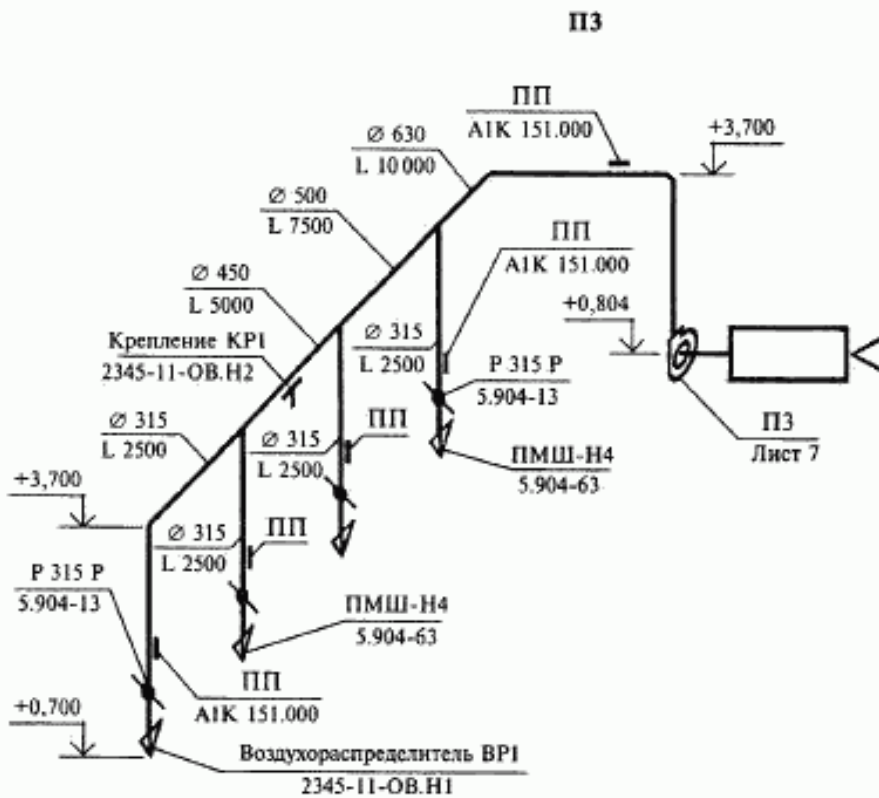 П3
ПП
А1К 151.000
+3,700
∅ 630
L 10 000
∅ 500
L 7500
ПП
А1К 151.000
∅ 450
L 5000
+0,804
Крепление КР1
2345-11-ОВ.Н2
∅ 315
L 2500
Р 315 Р
5.904-13
∅ 315
L 2500
∅ 315
L 2500
ПП
ПМШ-Н4
5.904-63
П3
Лист 7
+3,700
∅ 315
L 2500
ПП
Р 315 Р
5.904-13
ПМШ-Н4
5.904-63
ПП
А1К 151.000
+0,700
Воздухораспределитель ВР1
2345-11-ОВ.Н1